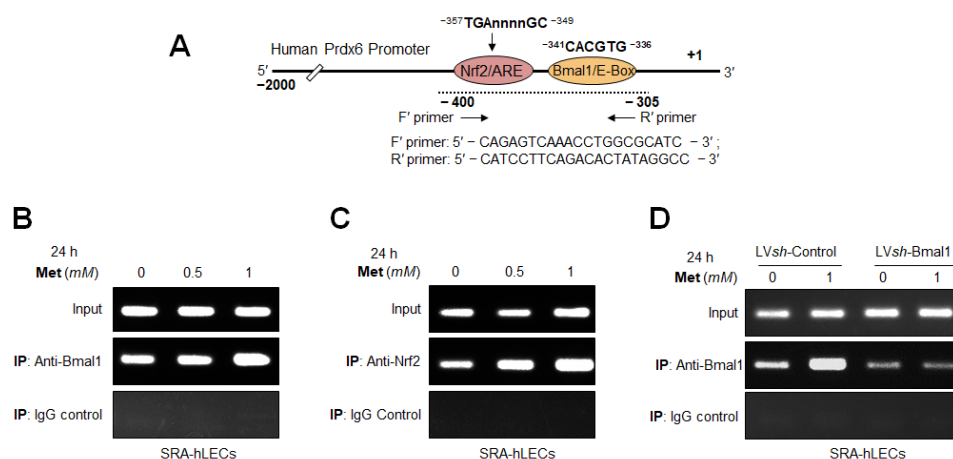 A
−357TGAnnnnGC−349
−341CACGTG−336
Human Prdx6 Promoter
+1
5′ Nrf2/ARE Bmal1/E-Box 3′
−2000
−400 −305
F′ primer R′ primer
F′ primer: 5′ − CAGAGTCAAACCTGGCGCATC − 3′ ;
R′ primer: 5′ − CATCCTTCAGACACTATAGGCC − 3′
B
24 h
Met (mM) 0 0.5 1
Input
IP: Anti-Bmal1
IP: IgG control
SRA-hLECs
C
24 h
Met (mM) 0 0.5 1
Input
IP: Anti-Nrf2
IP: IgG Control
SRA-hLECs
D
LVsh-Control LVsh-Bmal1
24 h
Met (mM) 0 1 0 1
Input
IP: Anti-Bmal1
IP: IgG control
SRA-hLECs